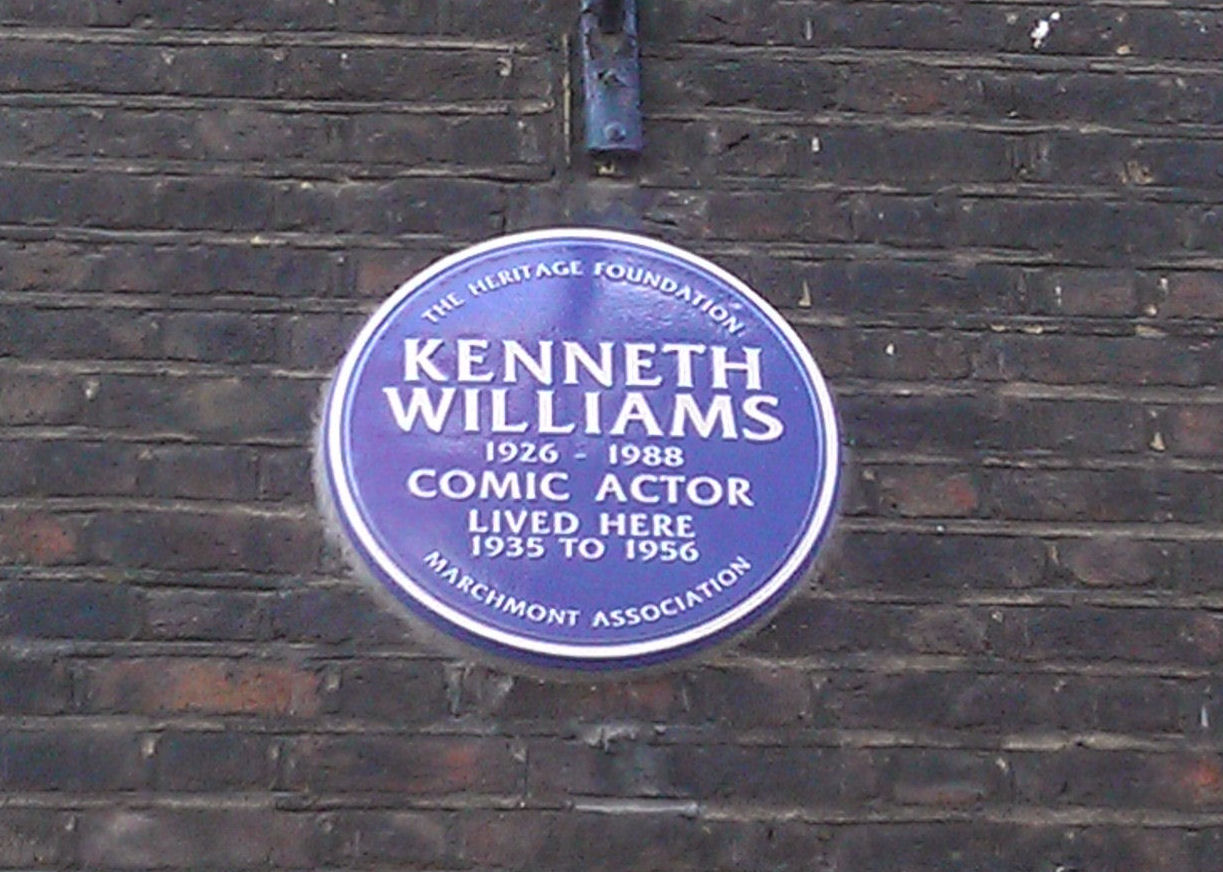 THE HERITAGE FOUNDATION
KENNETH
WILLIAMS
1926 - 1988
COMIC ACTOR
LIVED HERE
1935 TO 1956
MARCHMONT ASSOCIATION